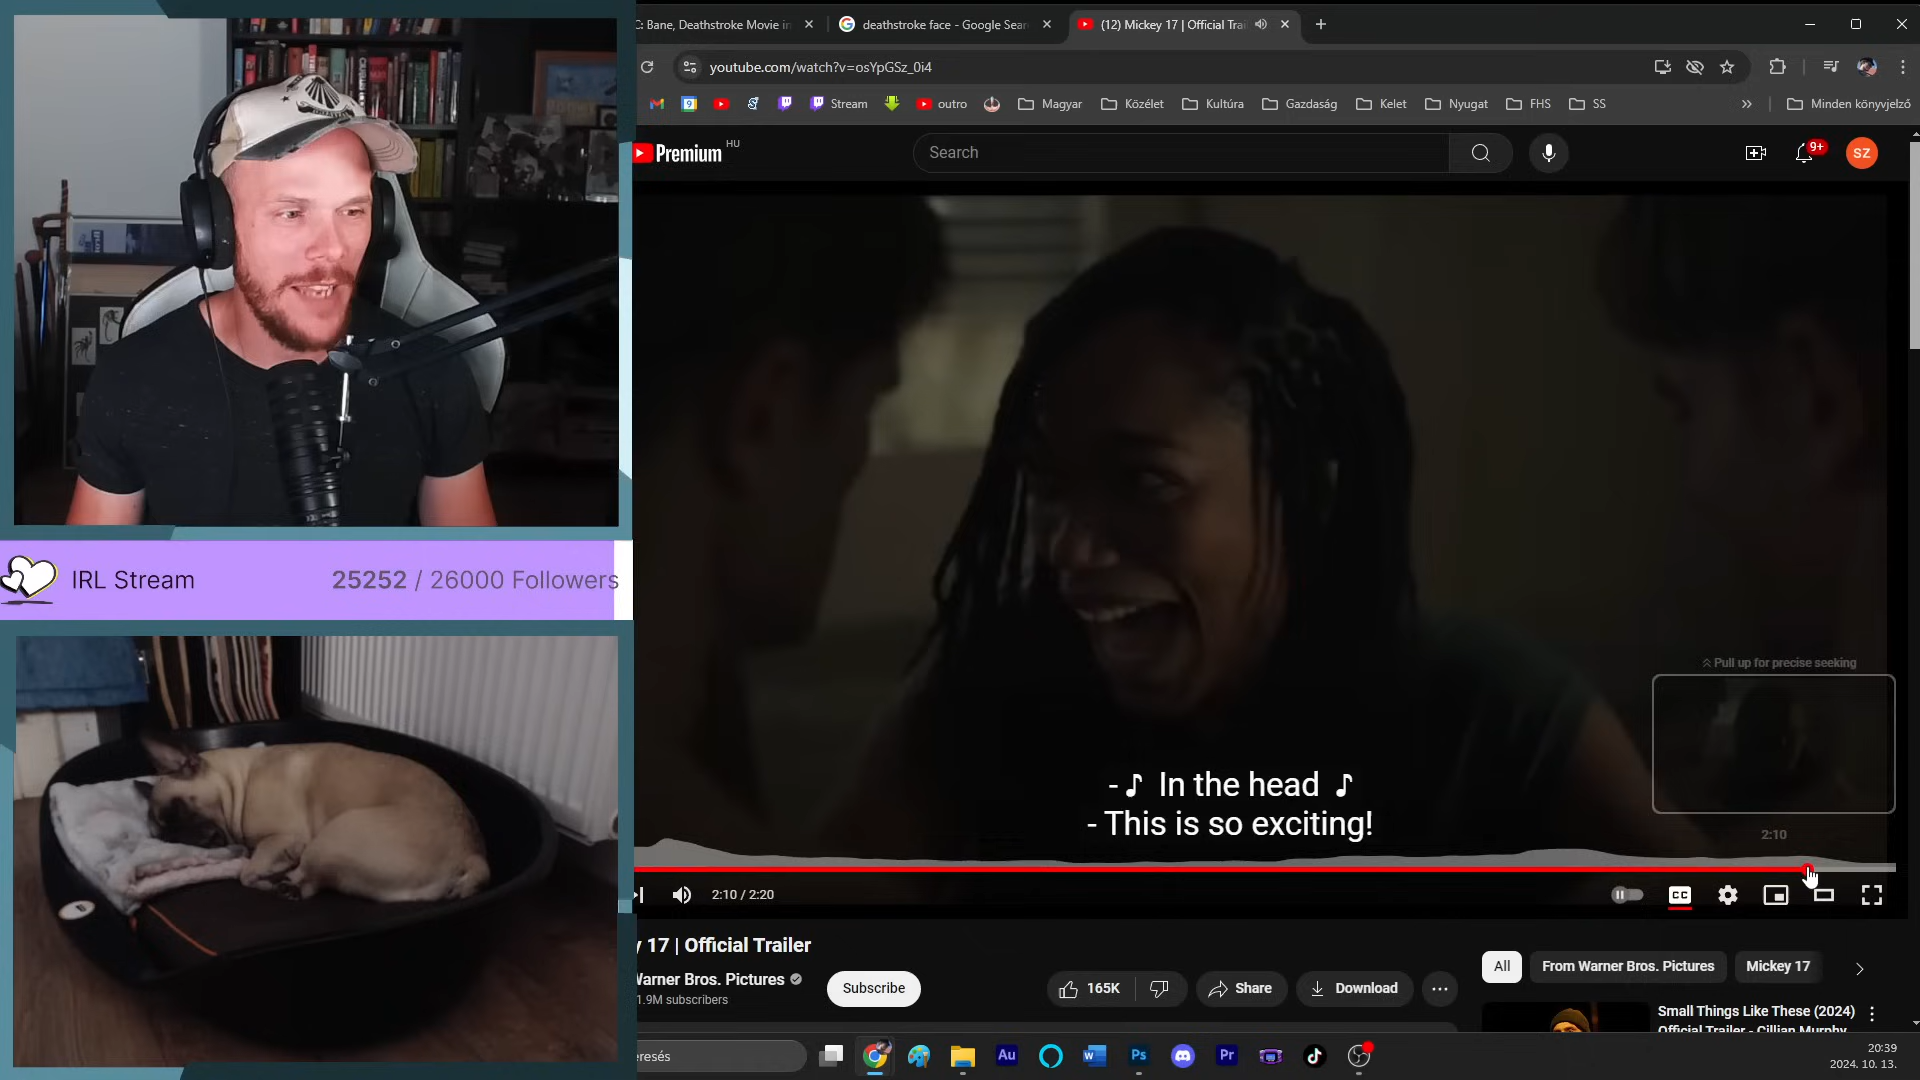 C: Bane, Deathstroke Movie in
deathstroke face - Google Sear
(12) Mickey 17 | Official Trai
youtube.com/watch?v=osYpGSz_0i4
Stream
outro
Magyar
Közélet
Kultúra
Gazdaság
Kelet
Nyugat
FHS
SS
Minden könyvjelző
Premium HU
Search
9+
SZ
IRL Stream
25252 / 26000 Followers
Pull up for precise seeking
2:10
-♪ In the head ♪
- This is so exciting!
2:10 / 2:20
CC
y 17 | Official Trailer
Warner Bros. Pictures
1.9M subscribers
Subscribe
165K
Share
Download
All
From Warner Bros. Pictures
Mickey 17
Small Things Like These (2024)
Official Trailer - Cillian Murphy
eresés
Au
W
Ps
Pr
20:39
2024. 10. 13.